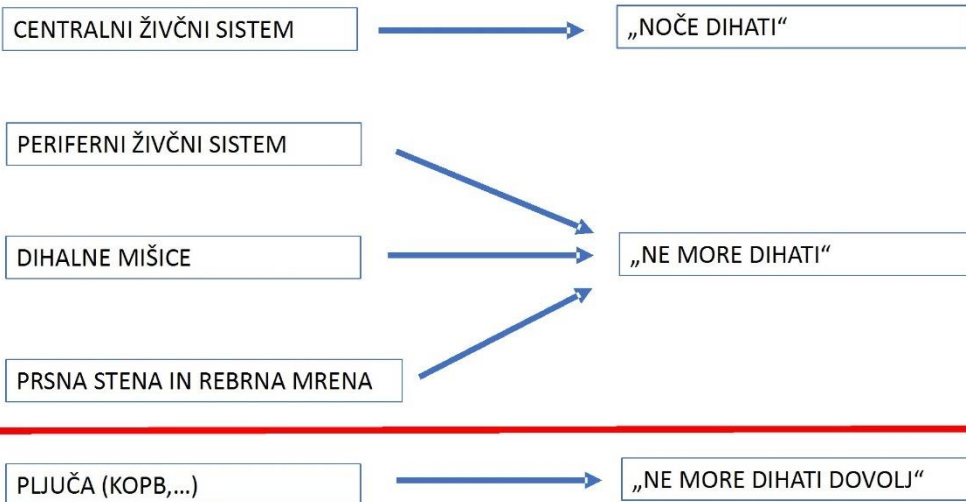 CENTRALNI ŽIVČNI SISTEM
„NOČE DIHATI“
PERIFERNI ŽIVČNI SISTEM
DIHALNE MIŠICE
„NE MORE DIHATI“
PRSNA STENA IN REBRNA MRENA
PLJUČA (KOPB,...)
„NE MORE DIHATI DOVOLJ“